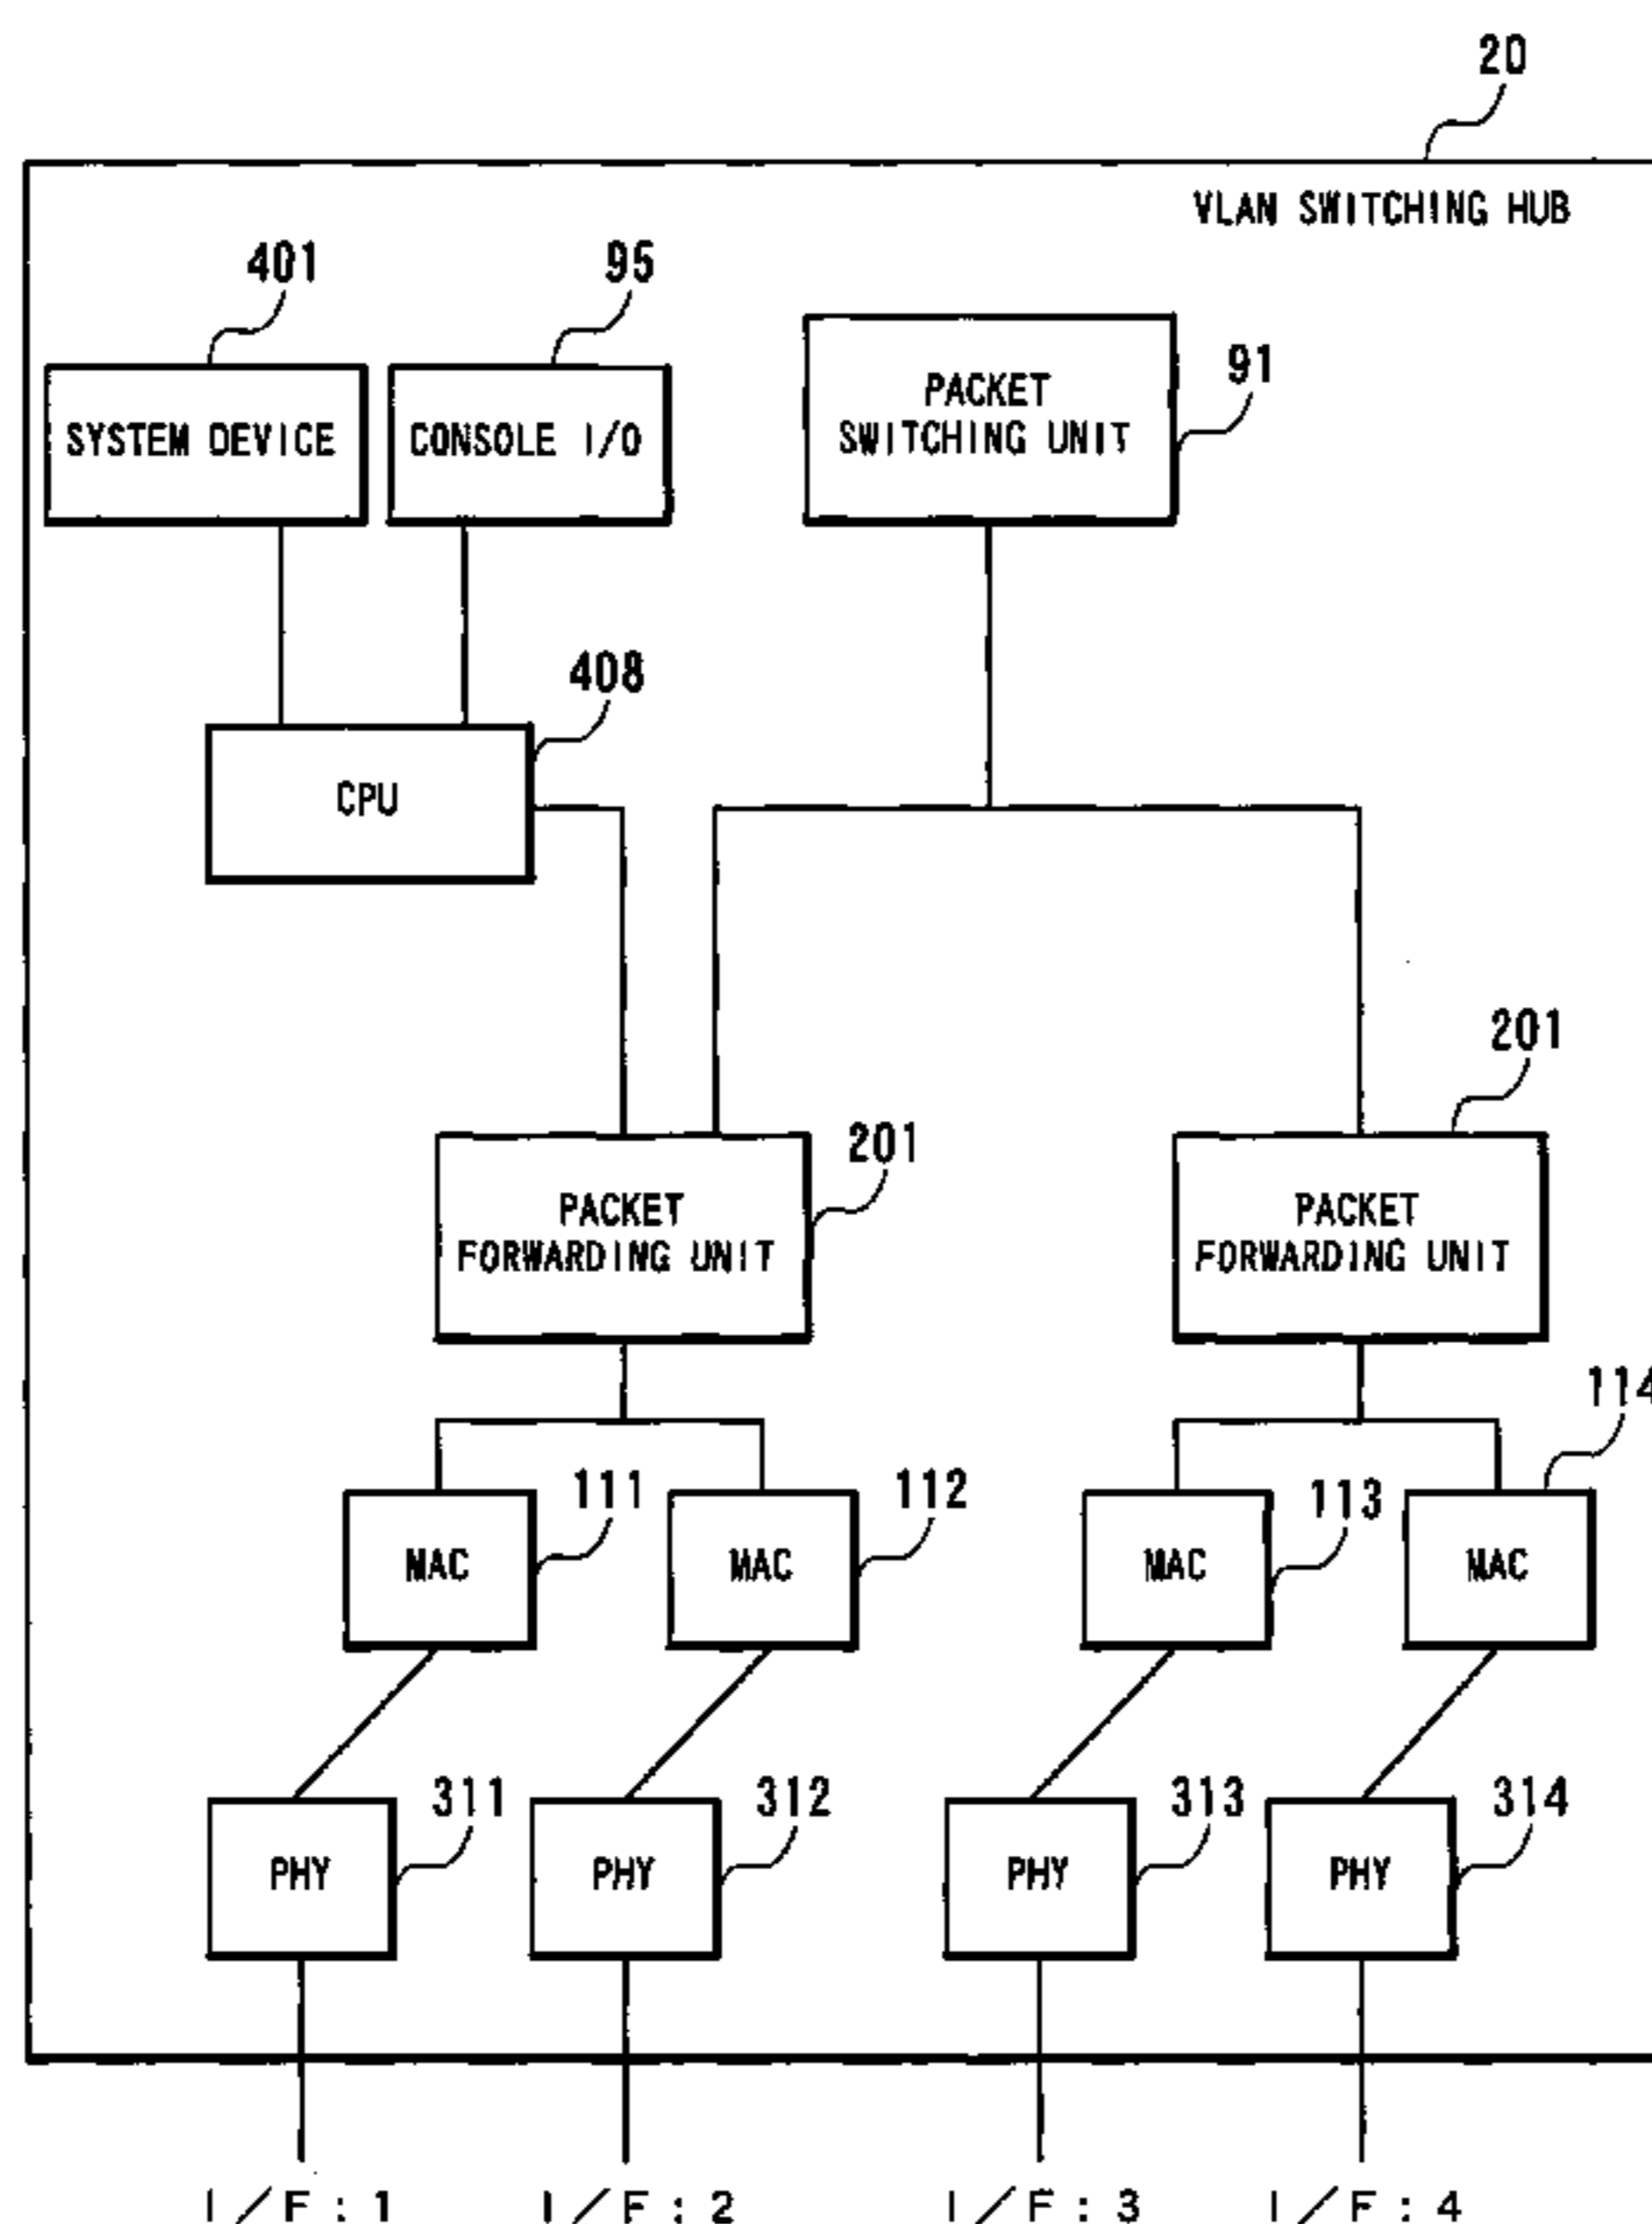 20
VLAN SWITCHING HUB
401
95
SYSTEM DEVICE
CONSOLE I/O
PACKET
SWITCHING UNIT
91
408
CPU
201
201
PACKET
FORWARDING UNIT
PACKET
FORWARDING UNIT
114
111
112
113
MAC
MAC
MAC
MAC
311
312
313
314
PHY
PHY
PHY
PHY
I/F:1
I/F:2
I/F:3
I/F:4